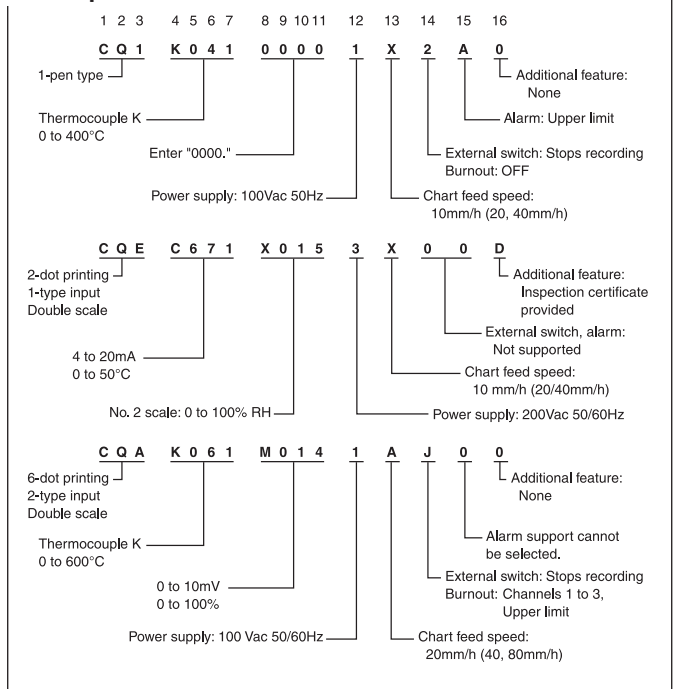 1 2 3 4 5 6 7 8 9 10 11 12 13 14 15 16
C Q 1 K 0 4 1 0 0 0 0 1 X 2 A 0
1-pen type
Additional feature:
None
Thermocouple K
0 to 400°C
Alarm: Upper limit
Enter "0000."
External switch: Stops recording
Burnout: OFF
Power supply: 100Vac 50Hz
Chart feed speed:
10mm/h (20, 40mm/h)
C Q E C 6 7 1 X 0 1 5 3 X 0 0 D
2-dot printing
1-type input
Double scale
Additional feature:
Inspection certificate
provided
External switch, alarm:
Not supported
4 to 20mA
0 to 50°C
Chart feed speed:
10 mm/h (20/40mm/h)
No. 2 scale: 0 to 100% RH
Power supply: 200Vac 50/60Hz
C Q A K 0 6 1 M 0 1 4 1 A J 0 0
6-dot printing
2-type input
Double scale
Additional feature:
None
Thermocouple K
0 to 600°C
Alarm support cannot
be selected.
0 to 10mV
0 to 100%
External switch: Stops recording
Burnout: Channels 1 to 3,
Upper limit
Power supply: 100 Vac 50/60Hz
Chart feed speed:
20mm/h (40, 80mm/h)